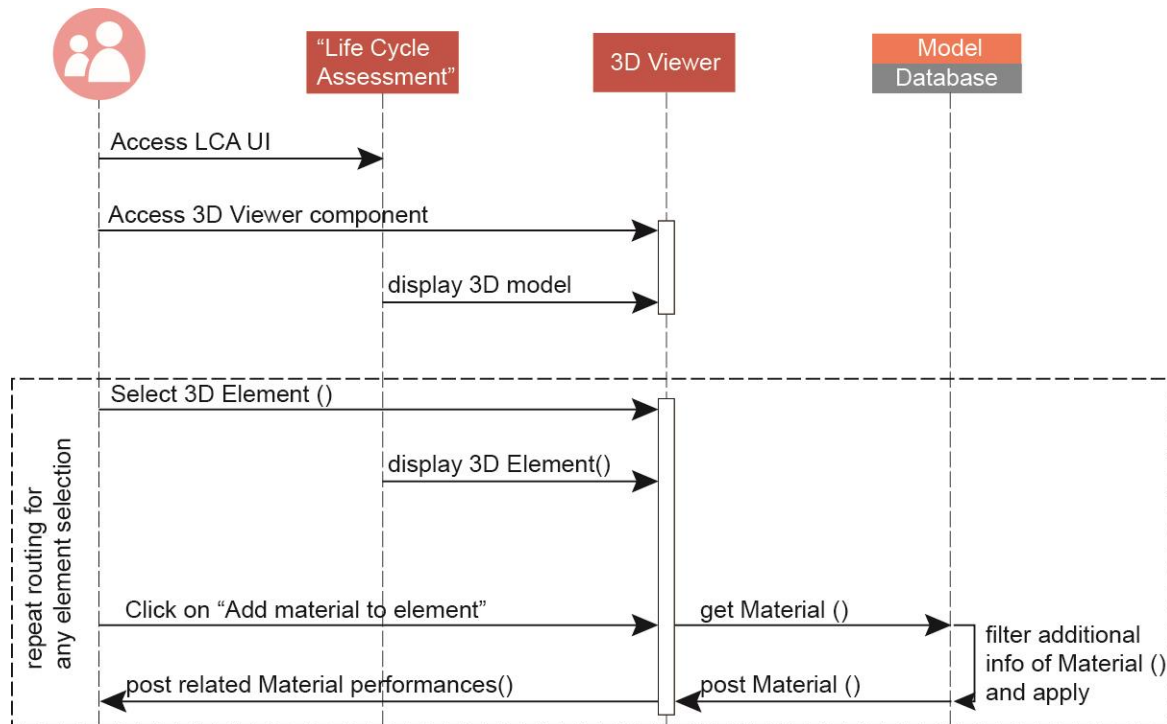 “Life Cycle
Assessment”
3D Viewer
Model
Database
Access LCA UI
Access 3D Viewer component
display 3D model
Select 3D Element ()
display 3D Element()
repeat routing for
any element selection
Click on “Add material to element”
get Material ()
filter additional
info of Material ()
and apply
post related Material performances()
post Material ()